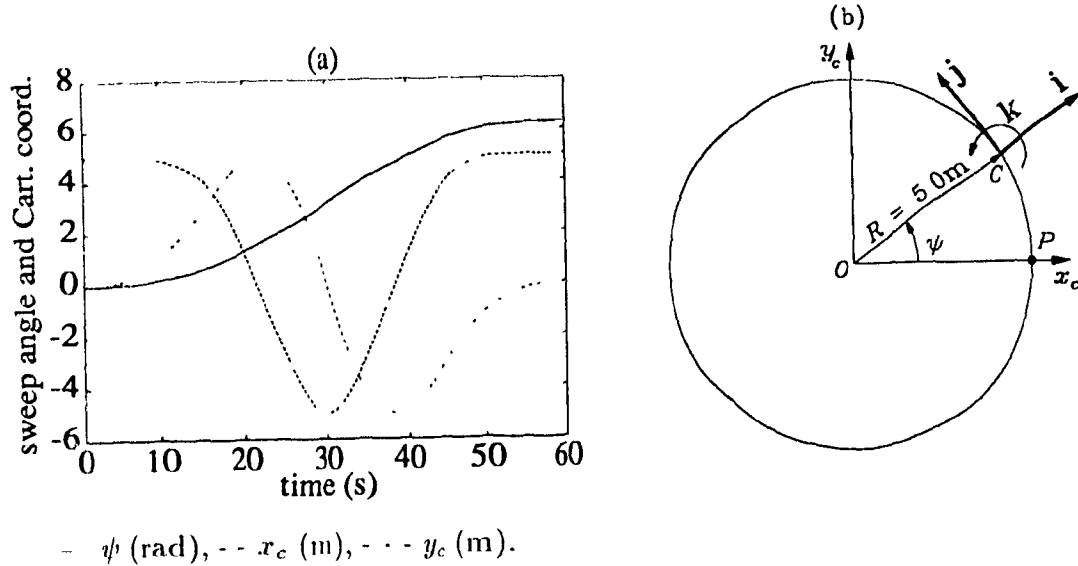 (a)
sweep angle and Cart. coord.
8
6
4
2
0
-2
-4
-6
0 10 20 30 40 50 60
time (s)
(b)
y_c
j
i
k
C
R = 5 0m
ψ
O
P
x_c
– ψ (rad), - - x_c (m), - - - y_c (m).